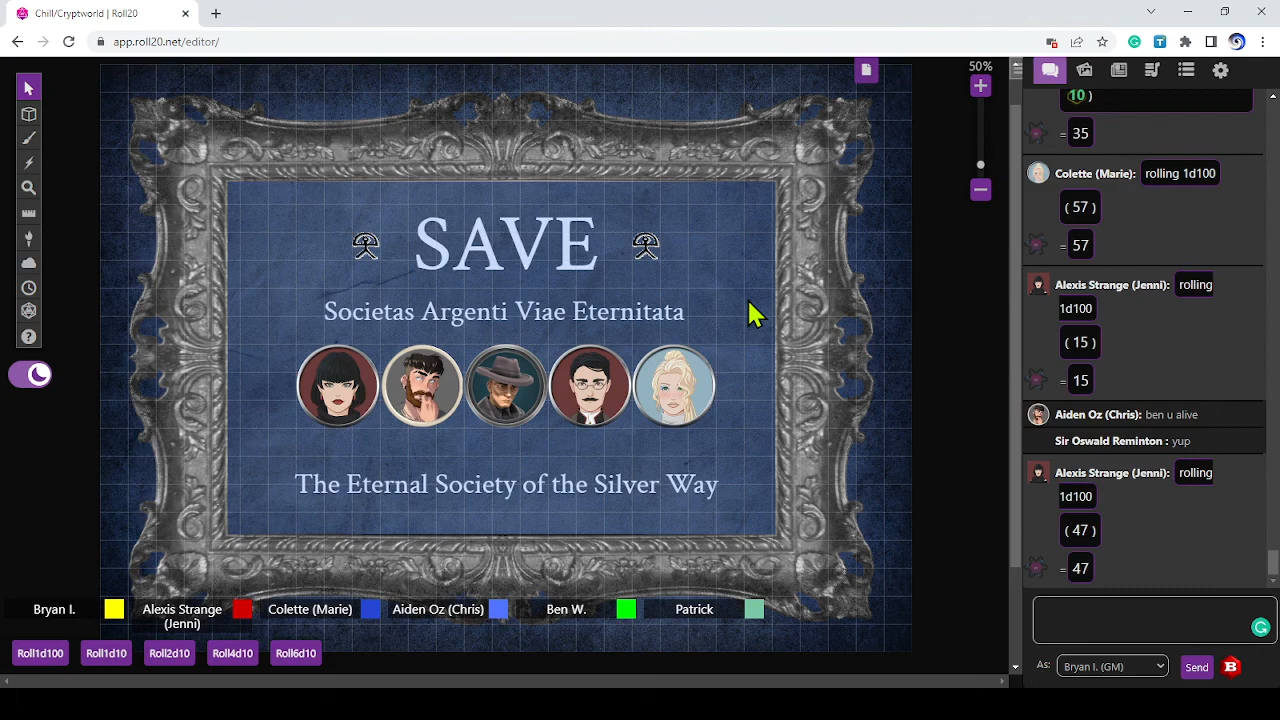 Chill/Cryptworld | Roll20
app.roll20.net/editor/
50%
SAVE
Societas Argenti Viae Eternitata
The Eternal Society of the Silver Way
Bryan I.
Alexis Strange
(Jenni)
Colette (Marie)
Aiden Oz (Chris)
Ben W.
Patrick
Roll1d100
Roll1d10
Roll2d10
Roll4d10
Roll6d10
10 )
= 35
Colette (Marie): rolling 1d100
( 57 )
= 57
Alexis Strange (Jenni): rolling
1d100
( 15 )
= 15
Aiden Oz (Chris): ben u alive
Sir Oswald Reminton : yup
Alexis Strange (Jenni): rolling
1d100
( 47 )
= 47
As: Bryan I. (GM)
Send
B